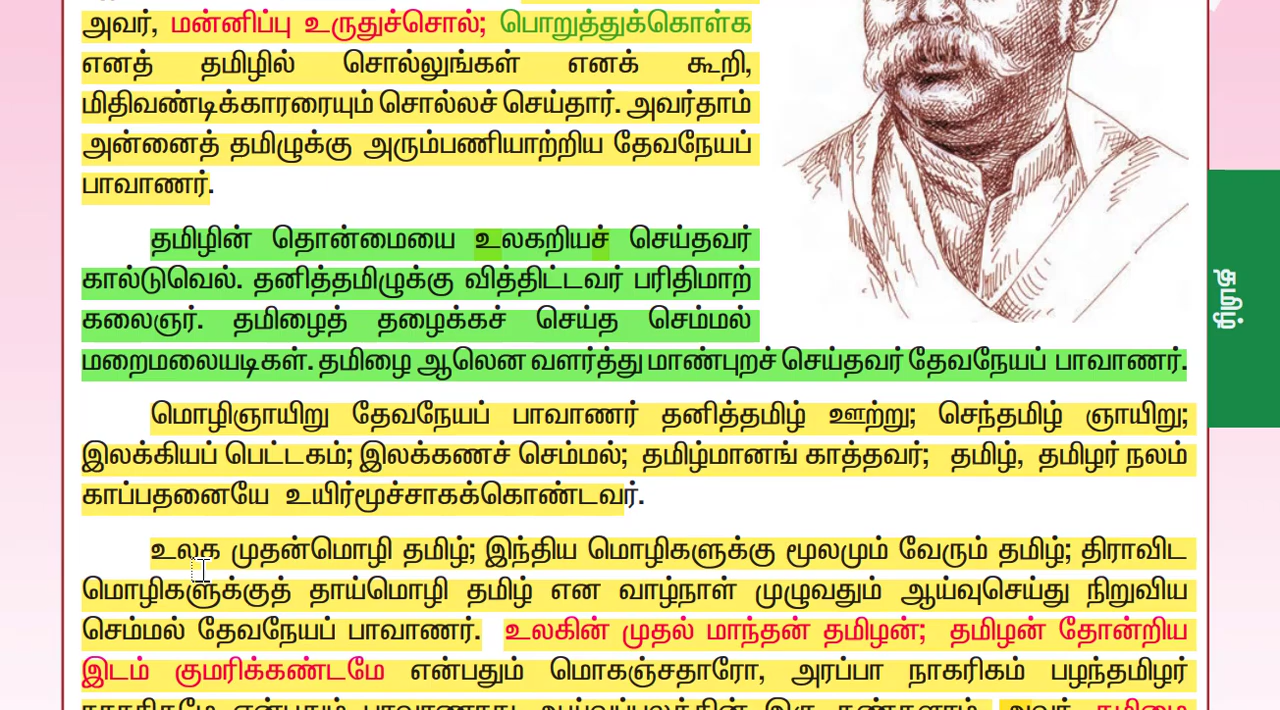 அவர், மன்னிப்பு உருதுச்சொல்; பொறுத்துக்கொள்க
எனத் தமிழில் சொல்லுங்கள் எனக் கூறி,
மிதிவண்டிக்காரரையும் சொல்லச் செய்தார். அவர்தாம்
அன்னைத் தமிழுக்கு அரும்பணியாற்றிய தேவநேயப்
பாவாணர்.
தமிழின் தொன்மையை உலகறியச் செய்தவர்
கால்டுவெல். தனித்தமிழுக்கு வித்திட்டவர் பரிதிமாற்
கலைஞர். தமிழைத் தழைக்கச் செய்த செம்மல்
மறைமலையடிகள். தமிழை ஆலென வளர்த்து மாண்புறச் செய்தவர் தேவநேயப் பாவாணர்.
மொழிஞாயிறு தேவநேயப் பாவாணர் தனித்தமிழ் ஊற்று; செந்தமிழ் ஞாயிறு;
இலக்கியப் பெட்டகம்; இலக்கணச் செம்மல்; தமிழ்மானங் காத்தவர்; தமிழ், தமிழர் நலம்
காப்பதனையே உயிர்மூச்சாகக்கொண்டவர்.
உலக முதன்மொழி தமிழ்; இந்திய மொழிகளுக்கு மூலமும் வேரும் தமிழ்; திராவிட
மொழிகளுக்குத் தாய்மொழி தமிழ் என வாழ்நாள் முழுவதும் ஆய்வுசெய்து நிறுவிய
செம்மல் தேவநேயப் பாவாணர். உலகின் முதல் மாந்தன் தமிழன்; தமிழன் தோன்றிய
இடம் குமரிக்கண்டமே என்பதும் மொகஞ்சதாரோ, அரப்பா நாகரிகம் பழந்தமிழர்
தமிழ்